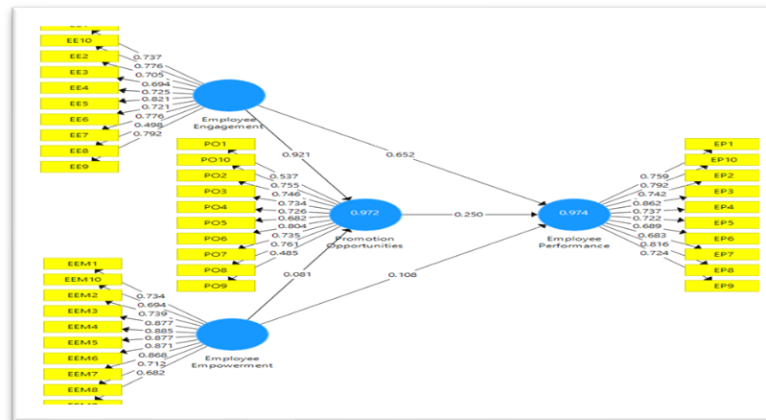 EE10
EE2
EE3
EE4
EE5
EE6
EE7
EE8
EE9
0.737
0.776
0.705
0.694
0.725
0.821
0.721
0.776
0.498
0.792
Employee
Engagement
0.921
0.652
PO1
PO10
PO2
PO3
PO4
PO5
PO6
PO7
PO8
PO9
0.537
0.755
0.746
0.734
0.726
0.682
0.804
0.735
0.761
0.485
0.972
Promotion
Opportunities
0.250
0.974
Employee
Performance
0.759
0.792
0.742
0.862
0.737
0.722
0.689
0.683
0.816
0.724
EP1
EP10
EP2
EP3
EP4
EP5
EP6
EP7
EP8
EP9
0.081
0.108
EEM1
EEM10
EEM2
EEM3
EEM4
EEM5
EEM6
EEM7
EEM8
0.734
0.694
0.739
0.877
0.885
0.877
0.871
0.868
0.712
0.682
Employee
Empowerment